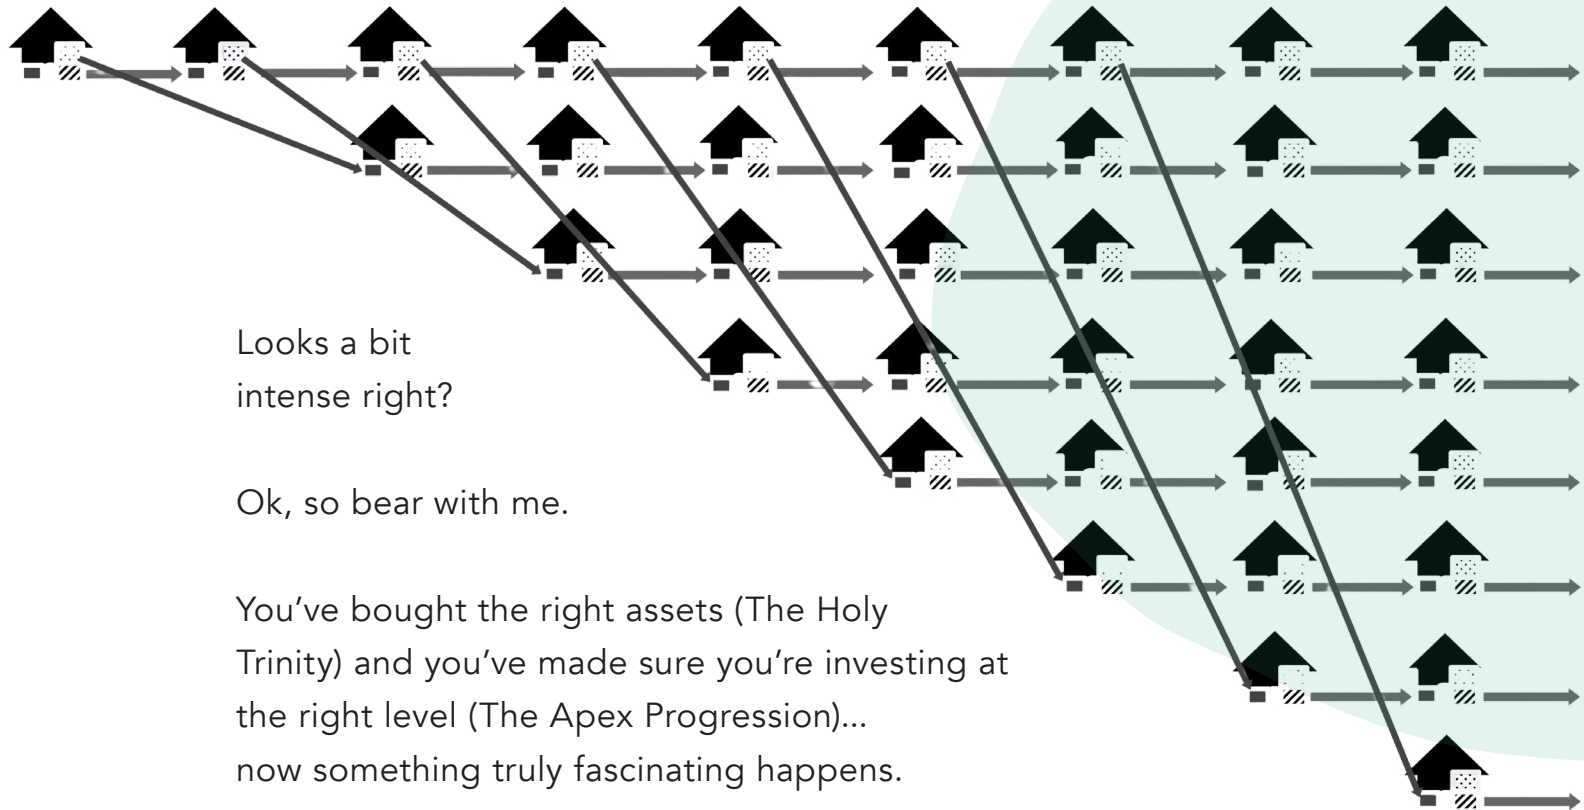 Looks a bit
intense right?
Ok, so bear with me.
You’ve bought the right assets (The Holy
Trinity) and you’ve made sure you’re investing at
the right level (The Apex Progression)...
now something truly fascinating happens.